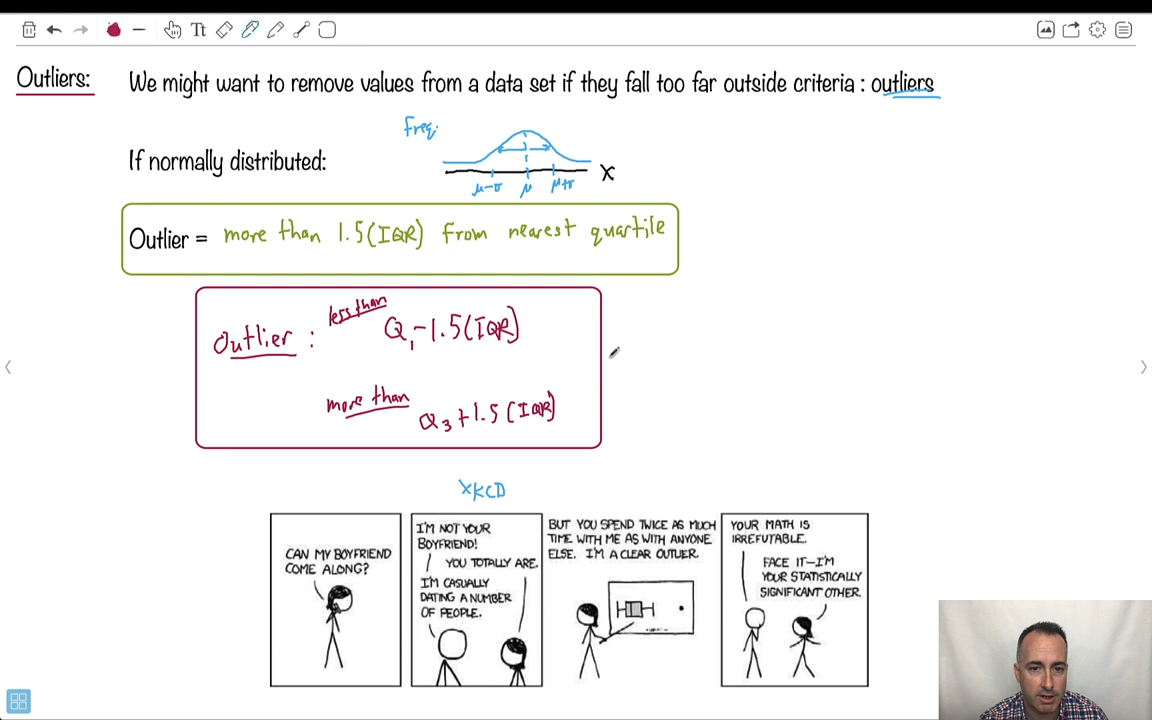 Tt
Outliers: We might want to remove values from a data set if they fall too far outside criteria : outliers
Freq.
If normally distributed:
X
μ-σ μ μ+σ
Outlier = more than 1.5(IQR) from nearest quartile
Outlier : less than Q₁-1.5(IQR)
more than Q₃+1.5(IQR)
XKCD
CAN MY BOYFRIEND
COME ALONG?
I'M NOT YOUR
BOYFRIEND!
YOU TOTALLY ARE.
I'M CASUALLY
DATING A NUMBER
OF PEOPLE.
BUT YOU SPEND TWICE AS MUCH
TIME WITH ME AS WITH ANYONE
ELSE. I'M A CLEAR OUTLIER.
YOUR MATH IS
IRREFUTABLE.
FACE IT—I'M
YOUR STATISTICALLY
SIGNIFICANT OTHER.